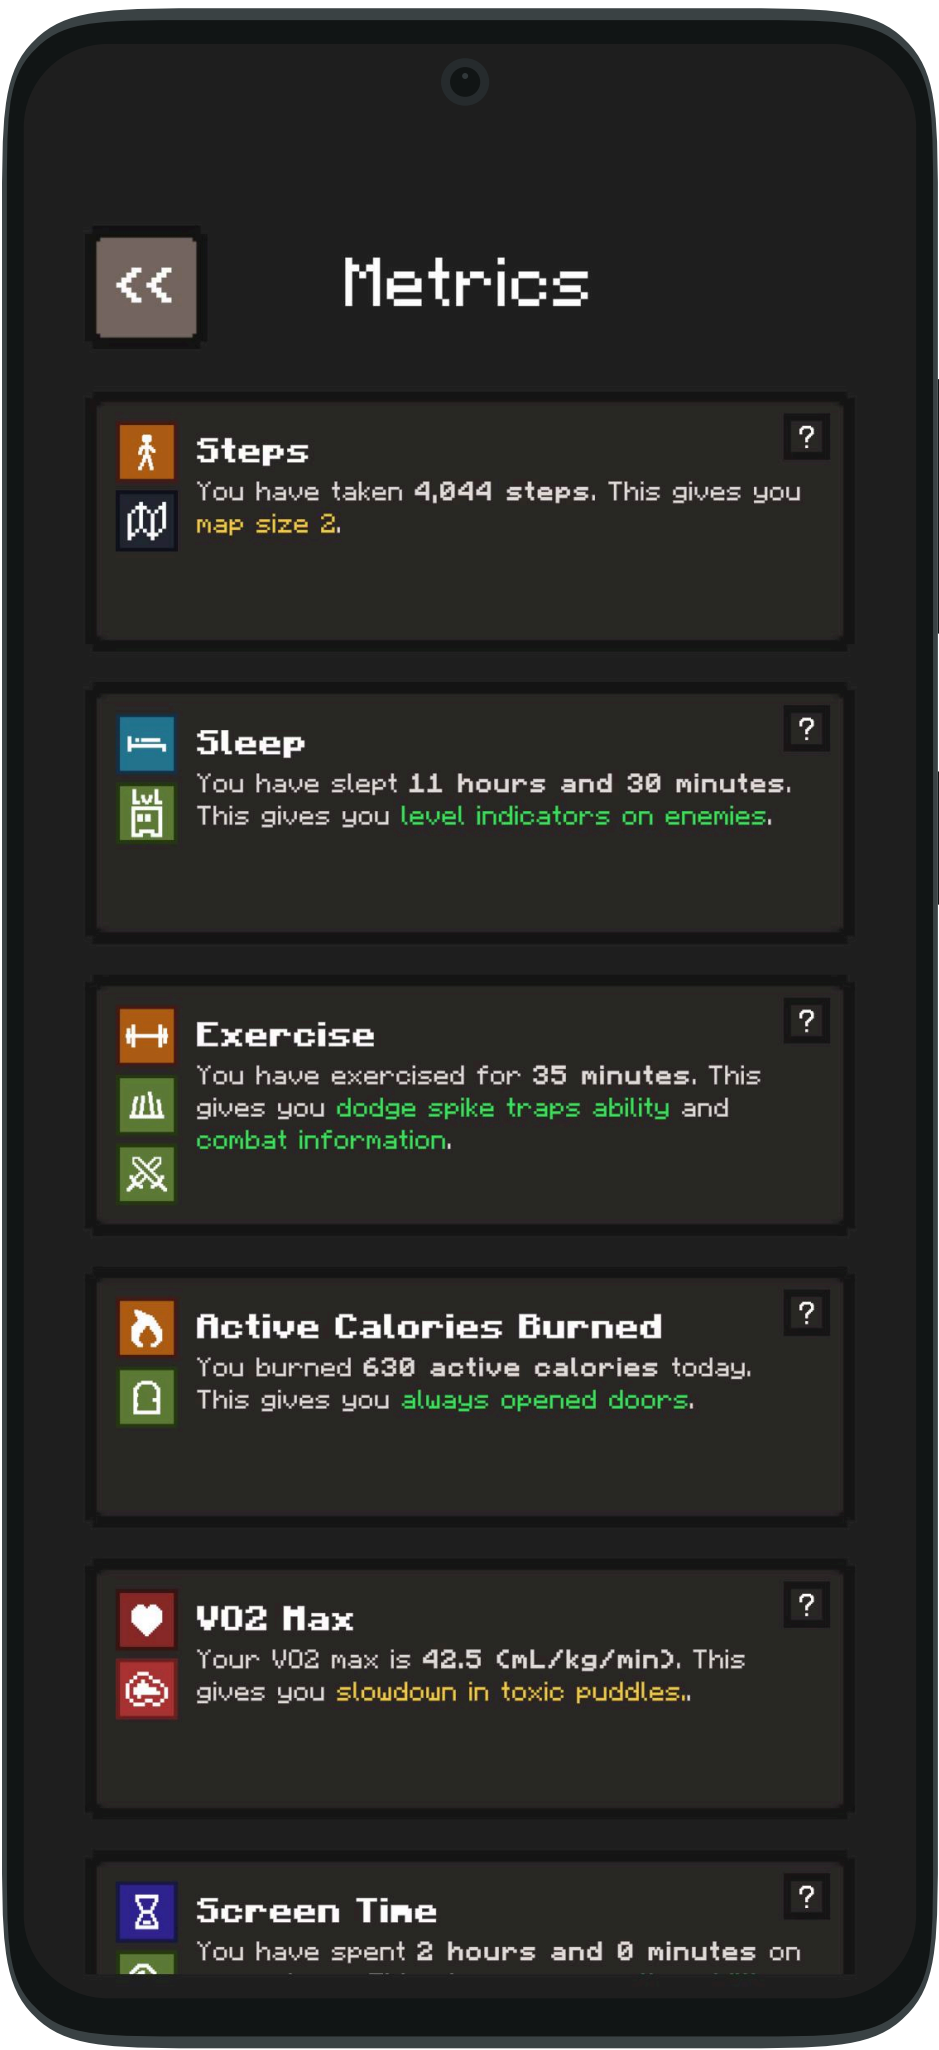 Metrics
Steps
?
You have taken 4,044 steps. This gives you
map size 2.
Sleep
?
You have slept 11 hours and 30 minutes.
This gives you level indicators on enemies.
Lvl
Exercise
?
You have exercised for 35 minutes. This
gives you dodge spike traps ability and
combat information.
Active Calories Burned
?
You burned 630 active calories today.
This gives you always opened doors.
VO2 Max
?
Your VO2 max is 42.5 (mL/kg/min). This
gives you slowdown in toxic puddles..
Screen Time
?
You have spent 2 hours and 0 minutes on